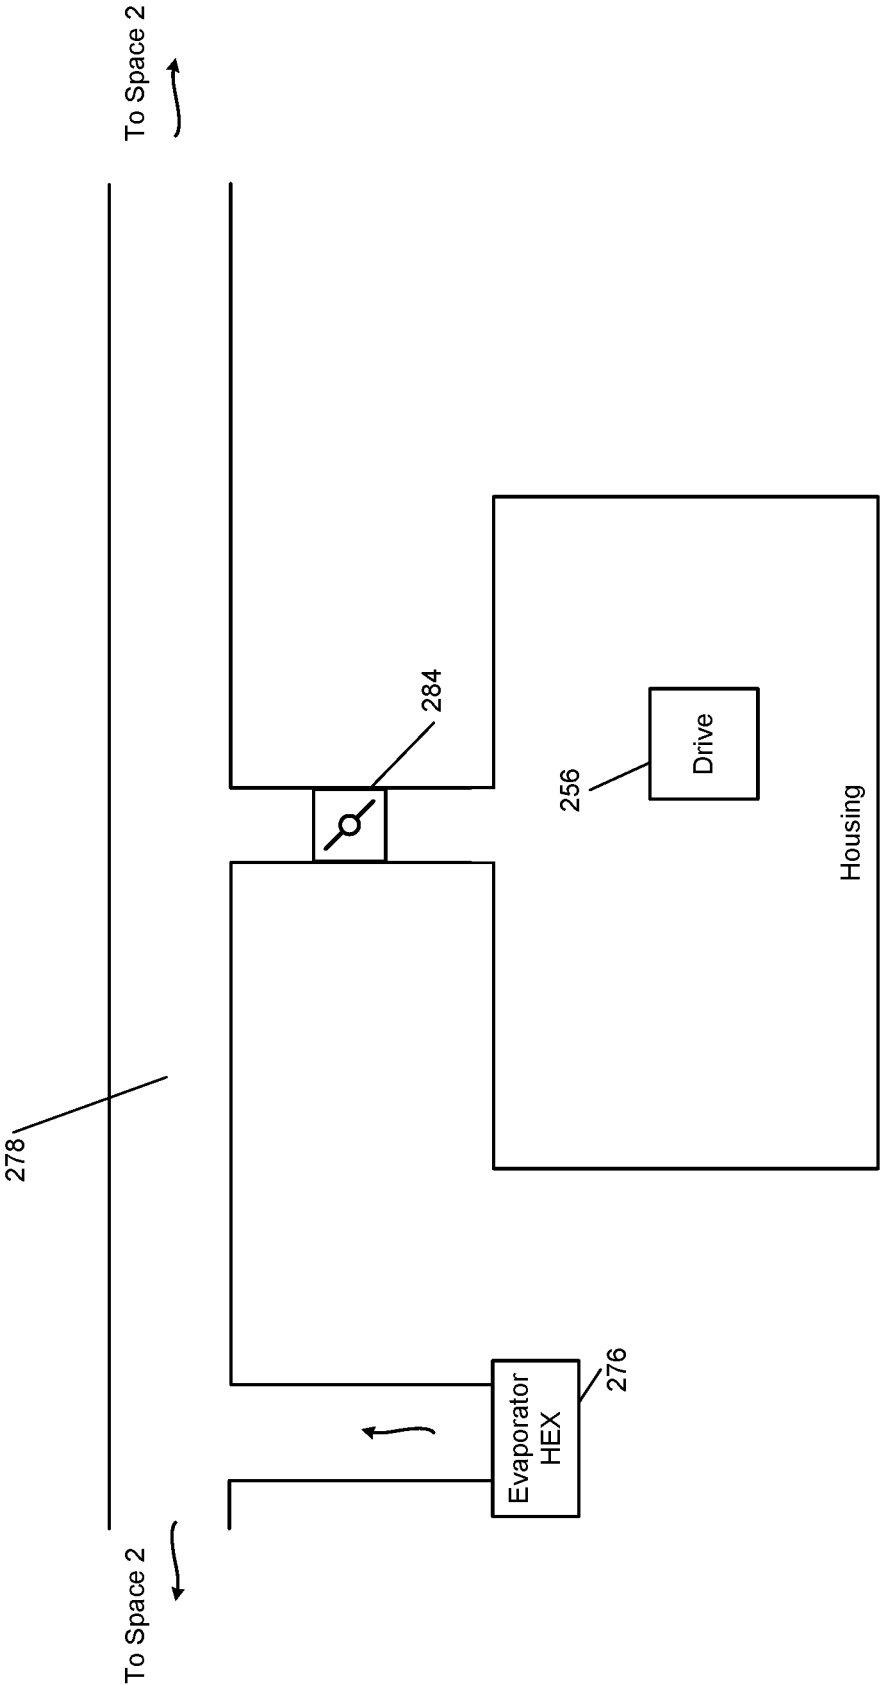 To Space 2
278
To Space 2
284
256
Drive
Housing
Evaporator
HEX
276